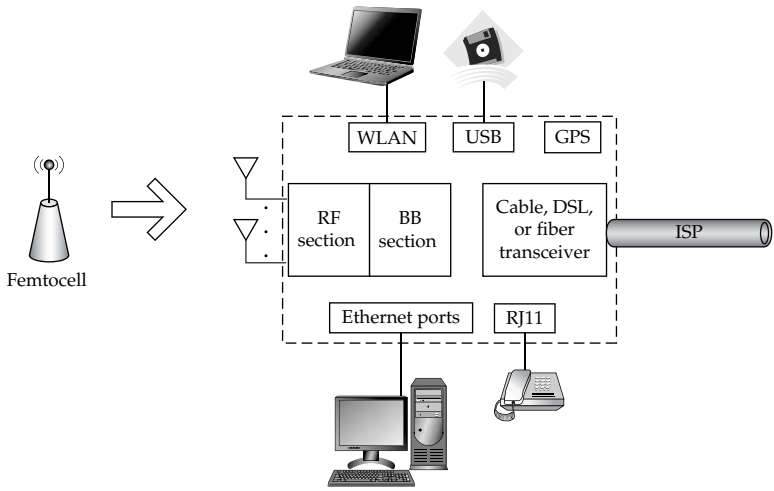 WLAN
USB
GPS
RF
section
BB
section
Cable, DSL,
or fiber
transceiver
ISP
Femtocell
Ethernet ports
RJ11